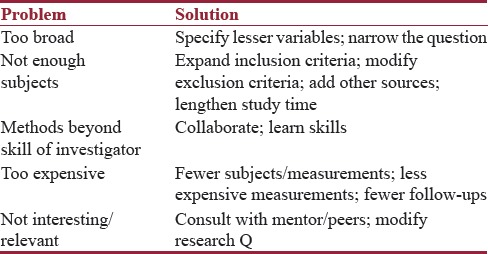 Problem Solution
Too broad Specify lesser variables; narrow the question
Not enough Expand inclusion criteria; modify
subjects exclusion criteria; add other sources;
lengthen study time
Methods beyond Collaborate; learn skills
skill of investigator
Too expensive Fewer subjects/measurements; less
expensive measurements; fewer follow-ups
Not interesting/ Consult with mentor/peers; modify
relevant research Q